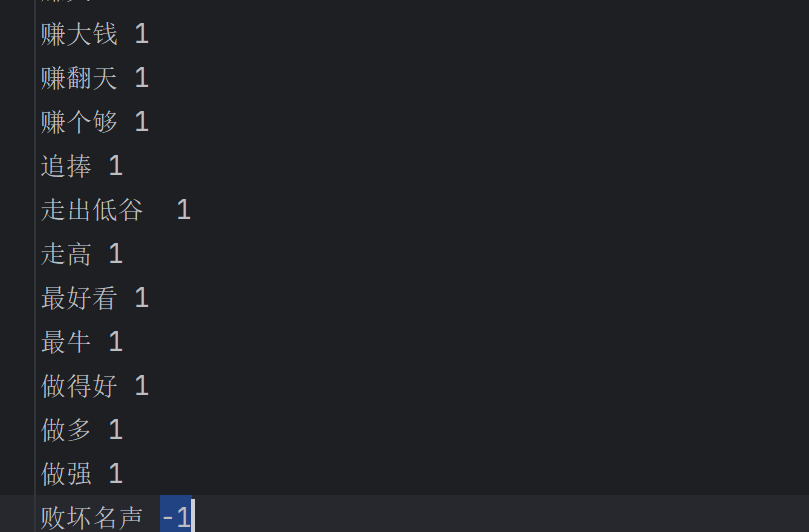 赚大钱 1
赚翻天 1
赚个够 1
追捧 1
走出低谷  1
走高 1
最好看 1
最牛 1
做得好 1
做多 1
做强 1
败坏名声 -1